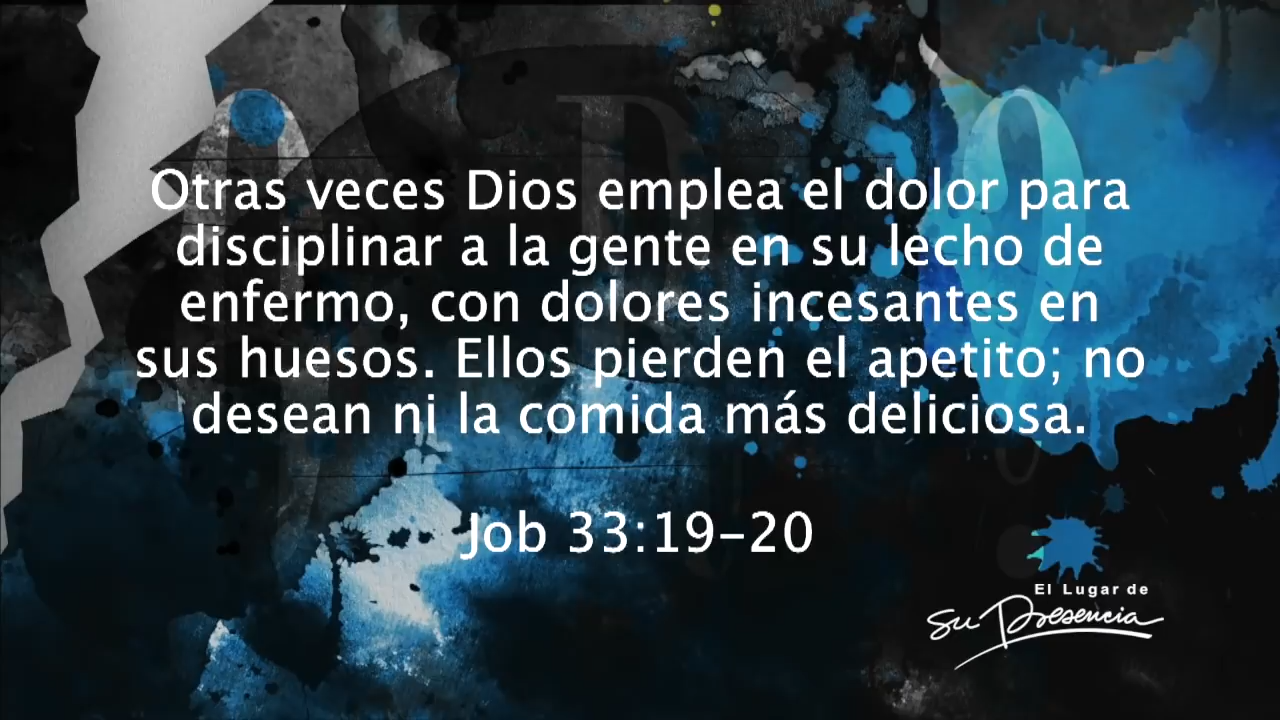 Otras veces Dios emplea el dolor para
disciplinar a la gente en su lecho de
enfermo, con dolores incesantes en
sus huesos. Ellos pierden el apetito; no
desean ni la comida más deliciosa.
Job 33:19-20
El Lugar de
Su Presencia